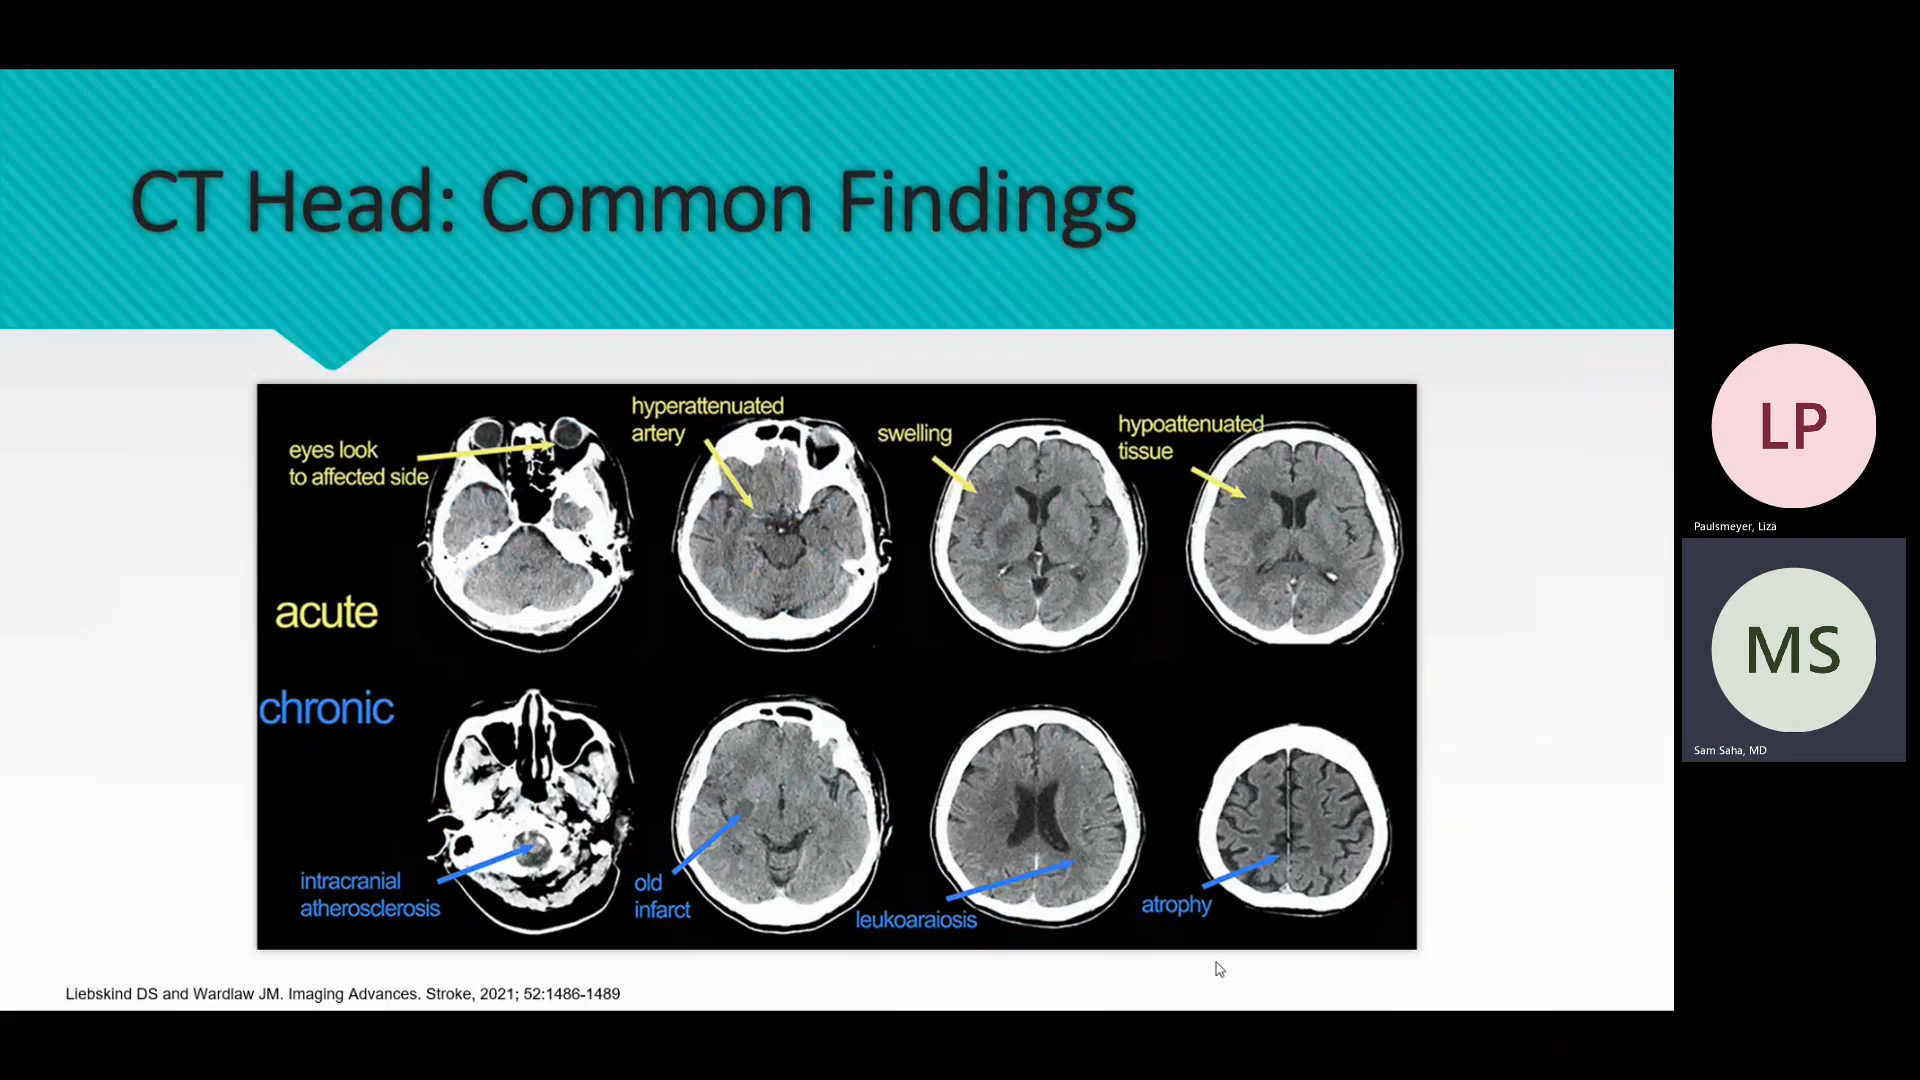 CT Head: Common Findings
eyes look
to affected side
hyperattenuated
artery
swelling
hypoattenuated
tissue
acute
chronic
intracranial
atherosclerosis
old
infarct
leukoaraiosis
atrophy
Liebskind DS and Wardlaw JM. Imaging Advances. Stroke, 2021; 52:1486-1489
LP
Paulsmeyer, Liza
MS
Sam Saha, MD